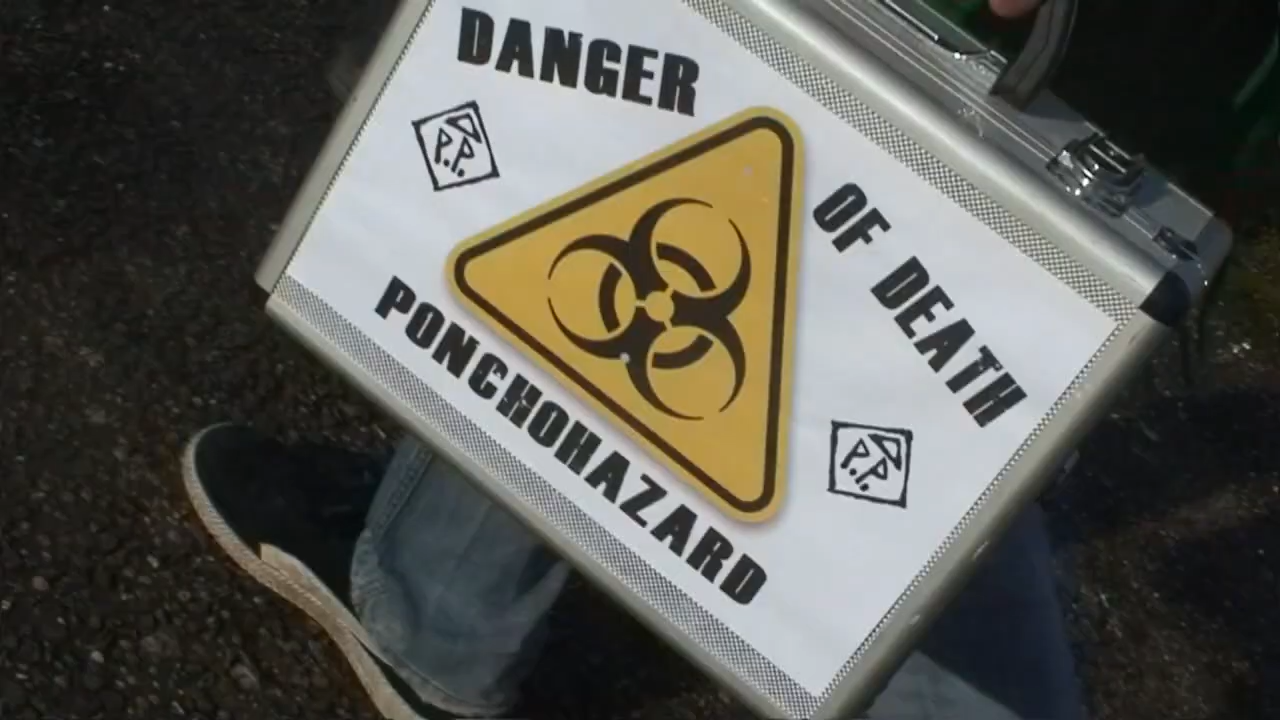 DANGER
OF DEATH
P.P.
PONCHOHAZARD
P.P.